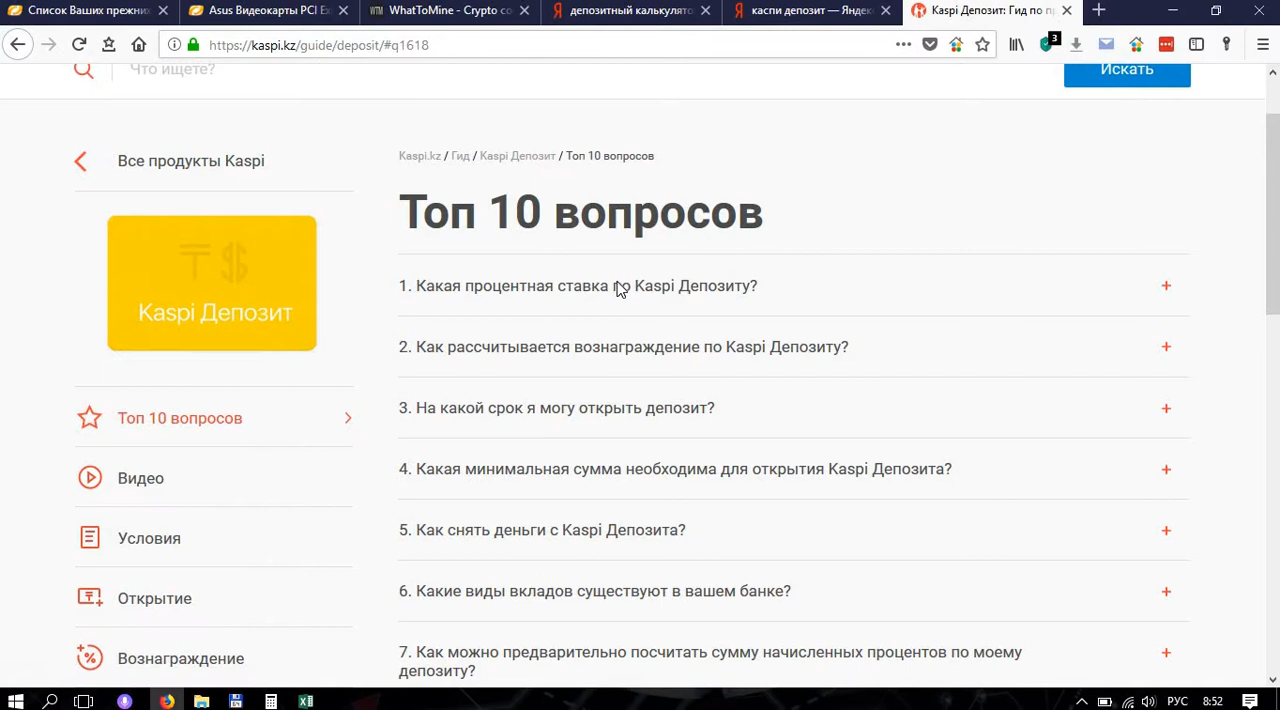 Список Ваших прежних
Asus Видеокарты PCI Ex
WhatToMine - Crypto co
депозитный калькулято
каспи депозит — Яндекс
Kaspi Депозит: Гид по п
https://kaspi.kz/guide/deposit/#q1618
3
Что ищете?
Искать
Все продукты Kaspi
Kaspi.kz / Гид / Kaspi Депозит / Топ 10 вопросов
Топ 10 вопросов
₸ $
Kaspi Депозит
1. Какая процентная ставка по Kaspi Депозиту?
2. Как рассчитывается вознаграждение по Kaspi Депозиту?
3. На какой срок я могу открыть депозит?
4. Какая минимальная сумма необходима для открытия Kaspi Депозита?
5. Как снять деньги с Kaspi Депозита?
6. Какие виды вкладов существуют в вашем банке?
7. Как можно предварительно посчитать сумму начисленных процентов по моему
депозиту?
Топ 10 вопросов
Видео
Условия
Открытие
Вознаграждение
РУС
8:52